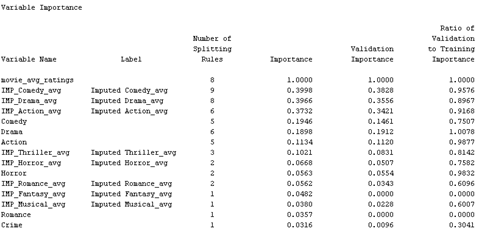 Variable Importance
Ratio of
Number of Validation
Splitting Validation to Training
Variable Name Label Rules Importance Importance Importance
movie_avg_ratings 8 1.0000 1.0000 1.0000
IMP_Comedy_avg Imputed Comedy_avg 9 0.3998 0.3828 0.9576
IMP_Drama_avg Imputed Drama_avg 8 0.3966 0.3556 0.8967
IMP_Action_avg Imputed Action_avg 6 0.3732 0.3421 0.9168
Comedy 5 0.1946 0.1461 0.7507
Drama 6 0.1898 0.1912 1.0078
Action 5 0.1134 0.1120 0.9877
IMP_Thriller_avg Imputed Thriller_avg 3 0.1021 0.0831 0.8142
IMP_Horror_avg Imputed Horror_avg 2 0.0668 0.0507 0.7582
Horror 2 0.0563 0.0554 0.9832
IMP_Romance_avg Imputed Romance_avg 2 0.0562 0.0343 0.6096
IMP_Fantasy_avg Imputed Fantasy_avg 1 0.0482 0.0000 0.0000
IMP_Musical_avg Imputed Musical_avg 1 0.0380 0.0228 0.6007
Romance 1 0.0357 0.0000 0.0000
Crime 1 0.0316 0.0096 0.3041